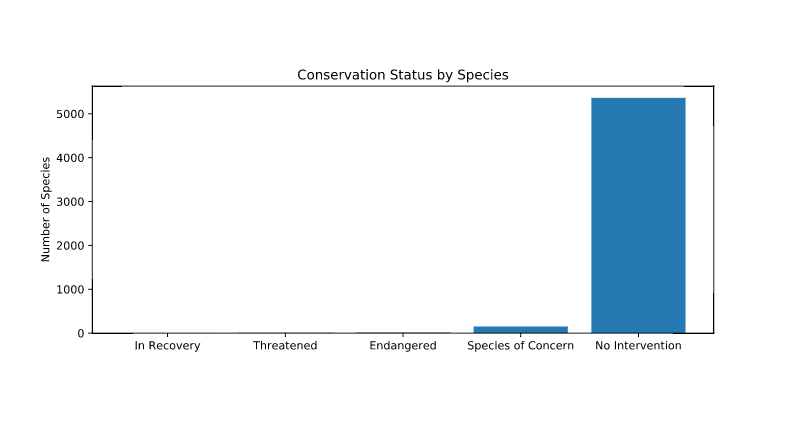 Conservation Status by Species
Number of Species
5000
4000
3000
2000
1000
0
In Recovery
Threatened
Endangered
Species of Concern
No Intervention